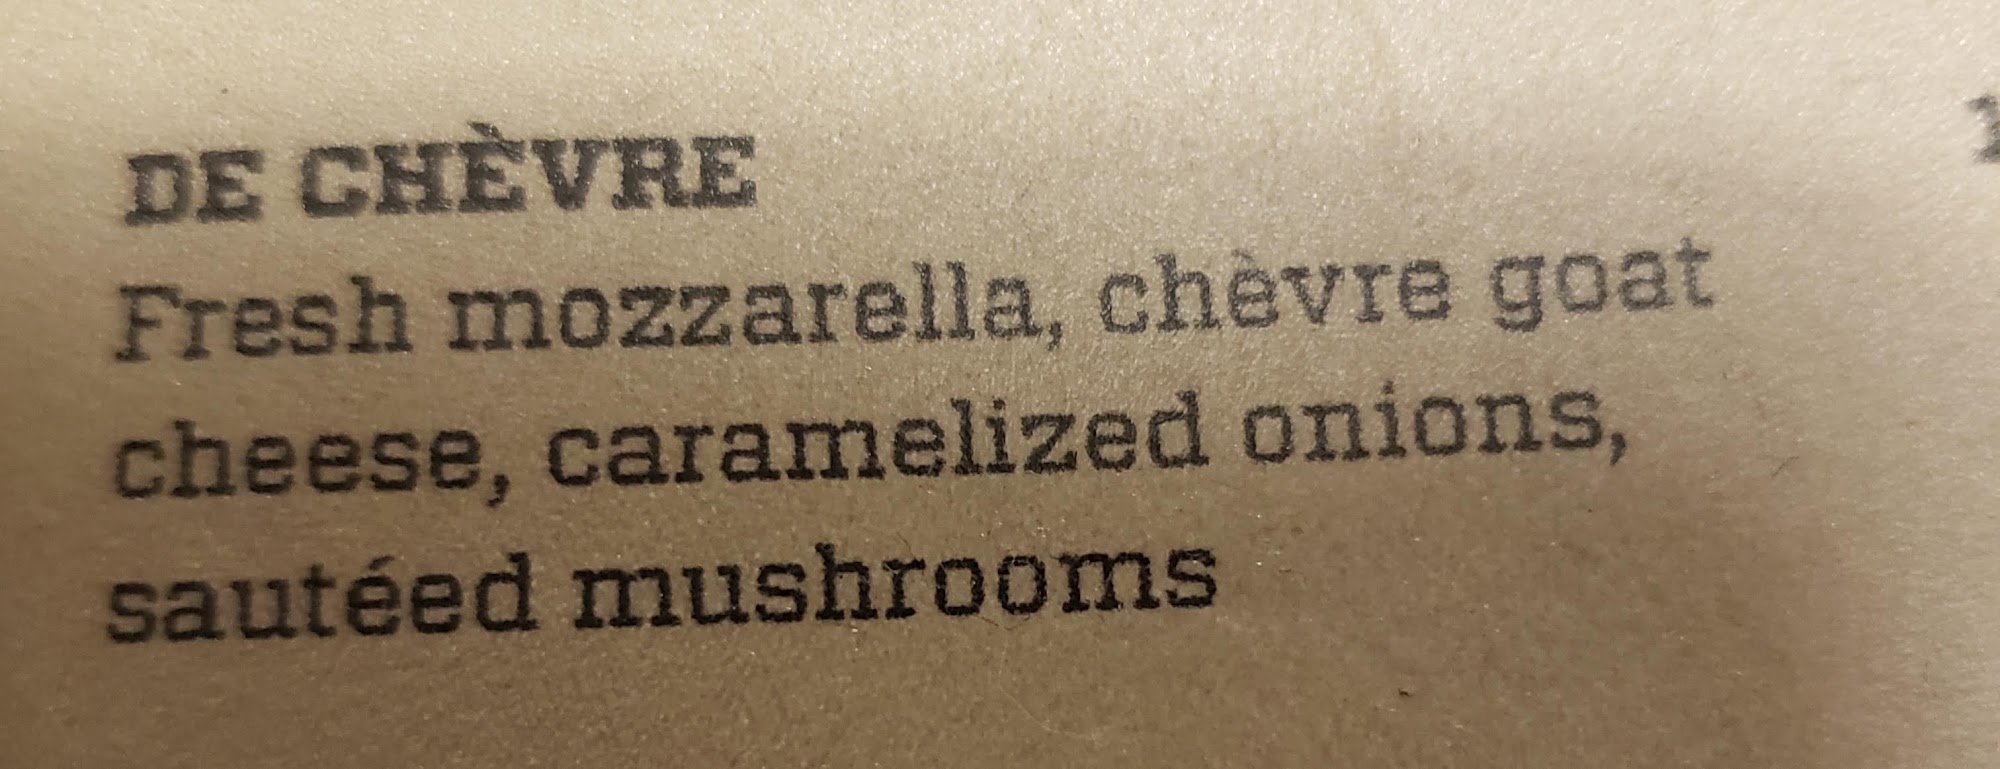 DE CHÈVRE
Fresh mozzarella, chèvre goat
cheese, caramelized onions,
sautéed mushrooms